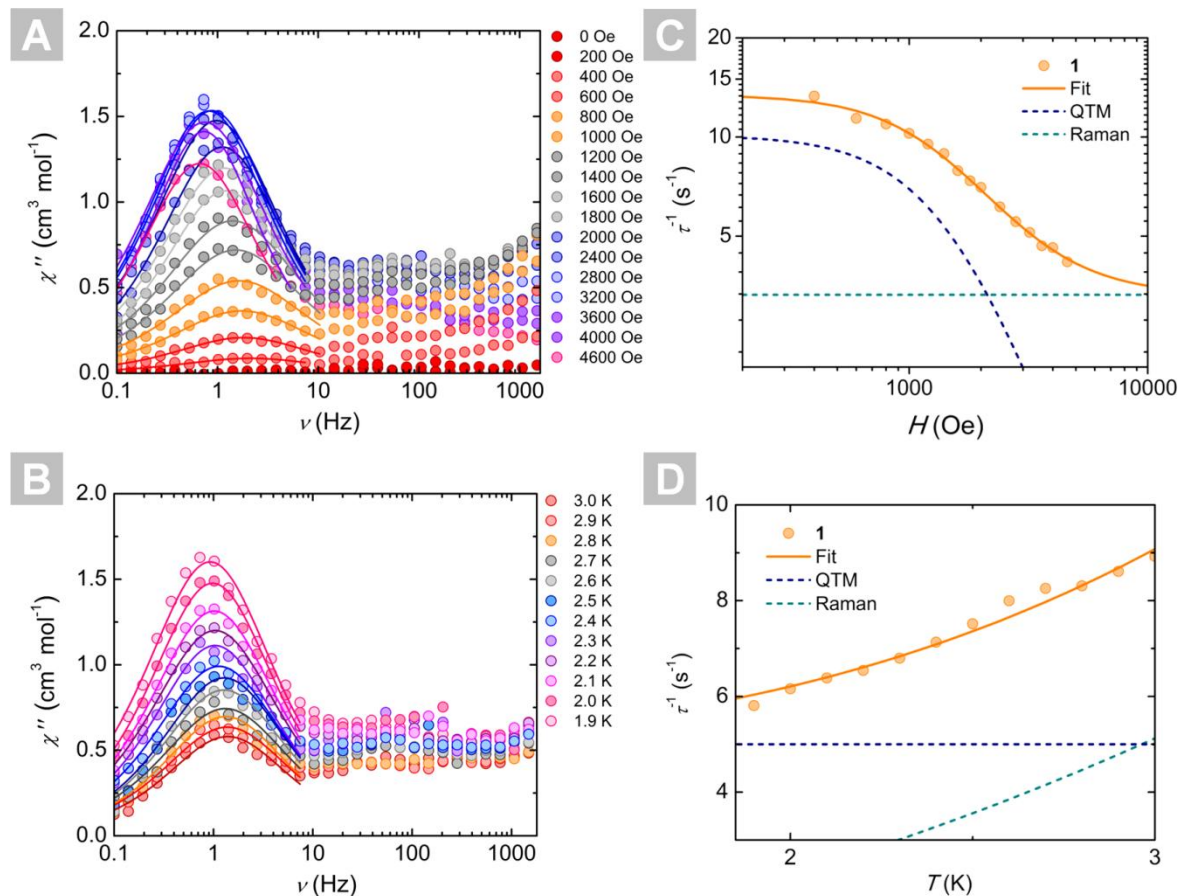 A
2.0
1.5
1.0
0.5
0.0
χ'' (cm³ mol⁻¹)
0.1 1 10 100 1000
ν (Hz)
0 Oe
200 Oe
400 Oe
600 Oe
800 Oe
1000 Oe
1200 Oe
1400 Oe
1600 Oe
1800 Oe
2000 Oe
2400 Oe
2800 Oe
3200 Oe
3600 Oe
4000 Oe
4600 Oe
C
20
15
10
5
τ⁻¹ (s⁻¹)
1
Fit
QTM
Raman
1000 10000
H (Oe)
B
2.0
1.5
1.0
0.5
0.0
χ'' (cm³ mol⁻¹)
0.1 1 10 100 1000
ν (Hz)
3.0 K
2.9 K
2.8 K
2.7 K
2.6 K
2.5 K
2.4 K
2.3 K
2.2 K
2.1 K
2.0 K
1.9 K
D
10
8
6
4
τ⁻¹ (s⁻¹)
1
Fit
QTM
Raman
2 3
T (K)